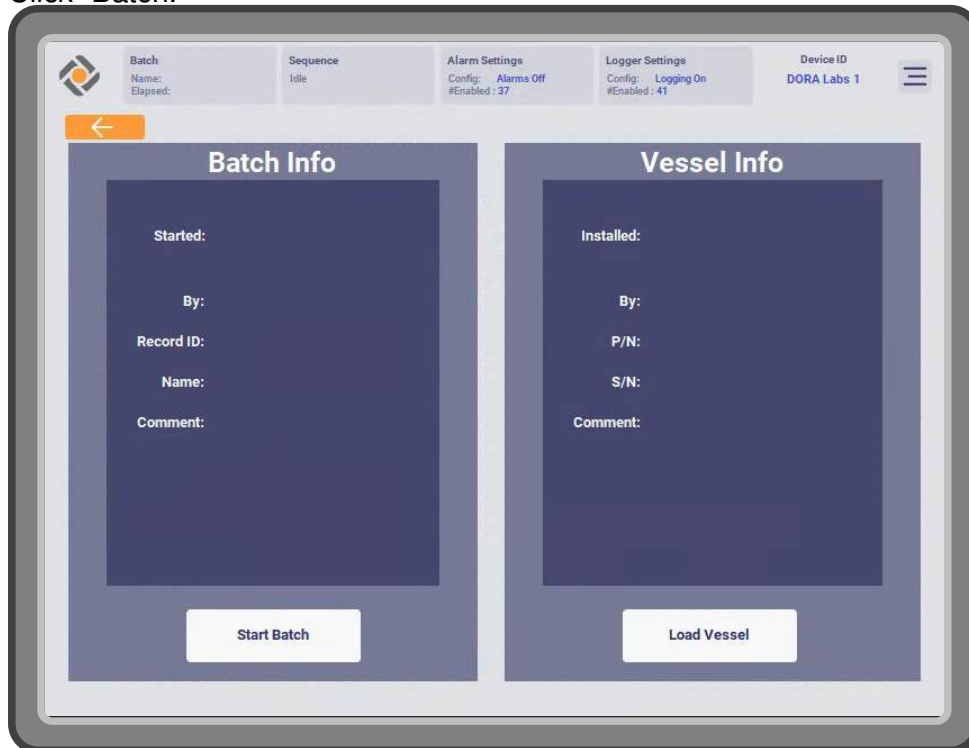 Batch
Name:
Elapsed:
Sequence
Idle
Alarm Settings
Config: Alarms Off
#Enabled : 37
Logger Settings
Config: Logging On
#Enabled : 41
Device ID
DORA Labs 1
Batch Info
Started:
By:
Record ID:
Name:
Comment:
Start Batch
Vessel Info
Installed:
By:
P/N:
S/N:
Comment:
Load Vessel